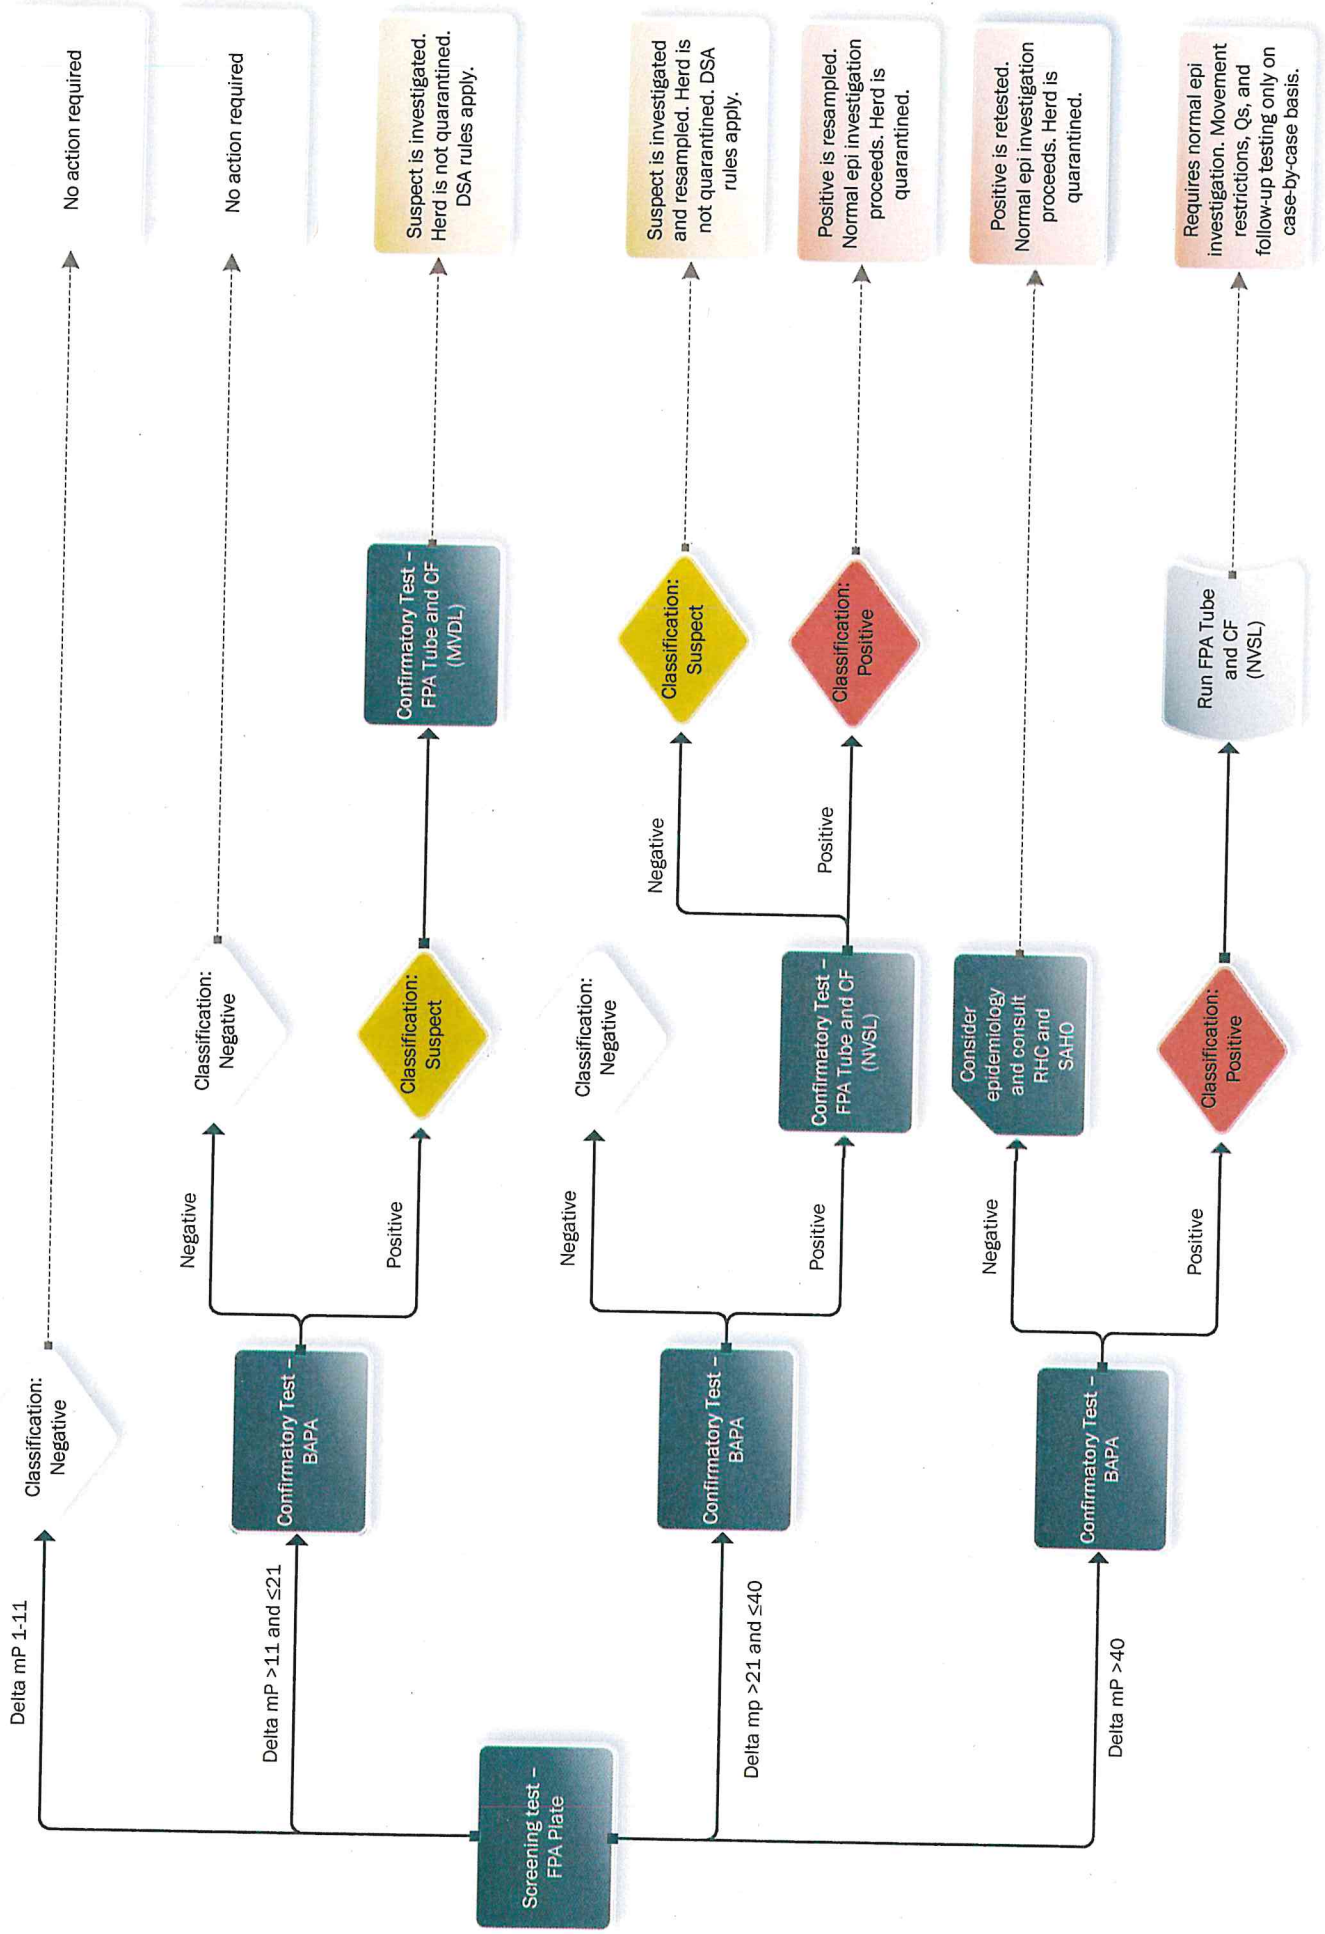 Screening test –
FPA Plate
Delta mP 1-11
Classification:
Negative
No action required
Delta mP >11 and ≤21
Confirmatory Test –
BAPA
Negative
Classification:
Negative
No action required
Positive
Classification:
Suspect
Confirmatory Test –
FPA Tube and CF
(MVDL)
Suspect is investigated.
Herd is not quarantined.
DSA rules apply.
Delta mp >21 and ≤40
Confirmatory Test –
BAPA
Negative
Classification:
Negative
Positive
Confirmatory Test –
FPA Tube and CF
(NVSL)
Negative
Classification:
Suspect
Suspect is investigated
and resampled. Herd is
not quarantined. DSA
rules apply.
Positive
Classification:
Positive
Positive is resampled.
Normal epi investigation
proceeds. Herd is
quarantined.
Delta mP >40
Confirmatory Test –
BAPA
Negative
Consider
epidemiology
and consult
RHC and
SAHO
Positive is retested.
Normal epi investigation
proceeds. Herd is
quarantined.
Positive
Classification:
Positive
Run FPA Tube
and CF
(NVSL)
Requires normal epi
investigation. Movement
restrictions, Qs, and
follow-up testing only on
case-by-case basis.